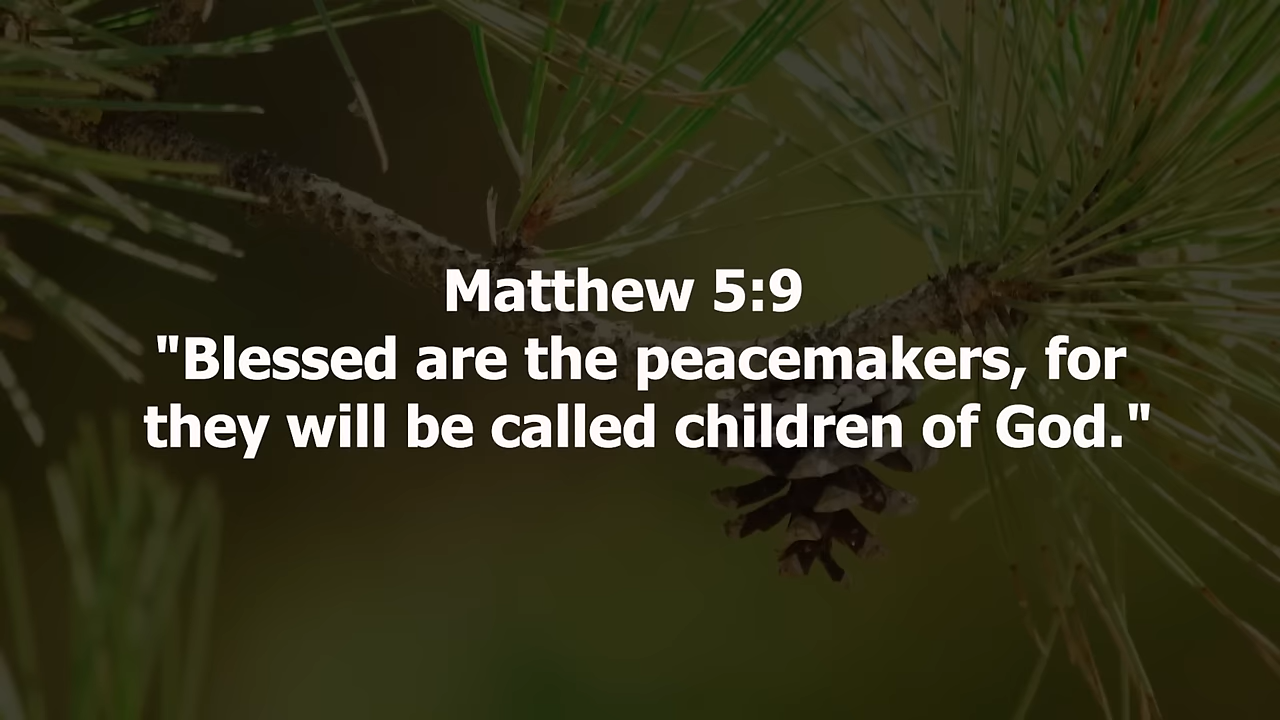 Matthew 5:9
"Blessed are the peacemakers, for
they will be called children of God."